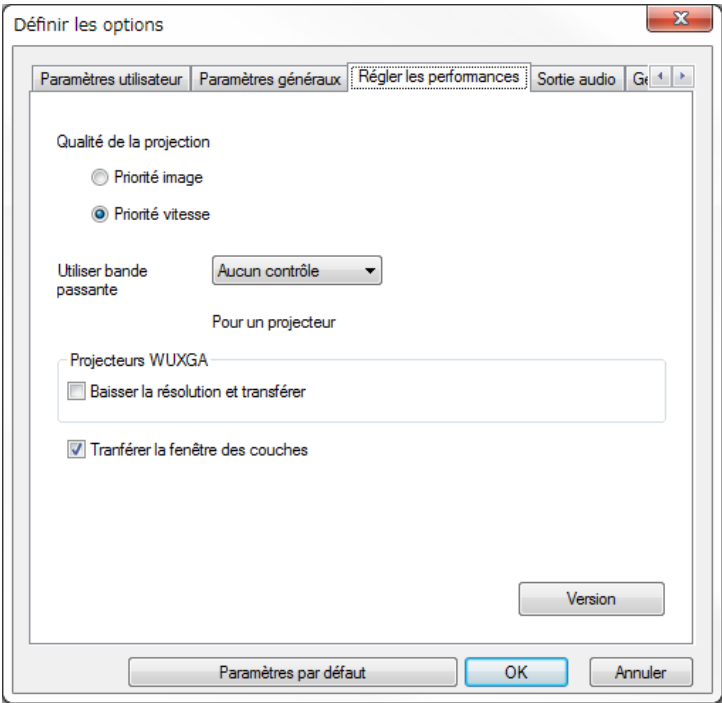 Définir les options
Paramètres utilisateur
Paramètres généraux
Régler les performances
Sortie audio
Qualité de la projection
Priorité image
Priorité vitesse
Utiliser bande
passante
Aucun contrôle
Pour un projecteur
Projecteurs WUXGA
Baisser la résolution et transférer
Tranférer la fenêtre des couches
Version
Paramètres par défaut
OK
Annuler